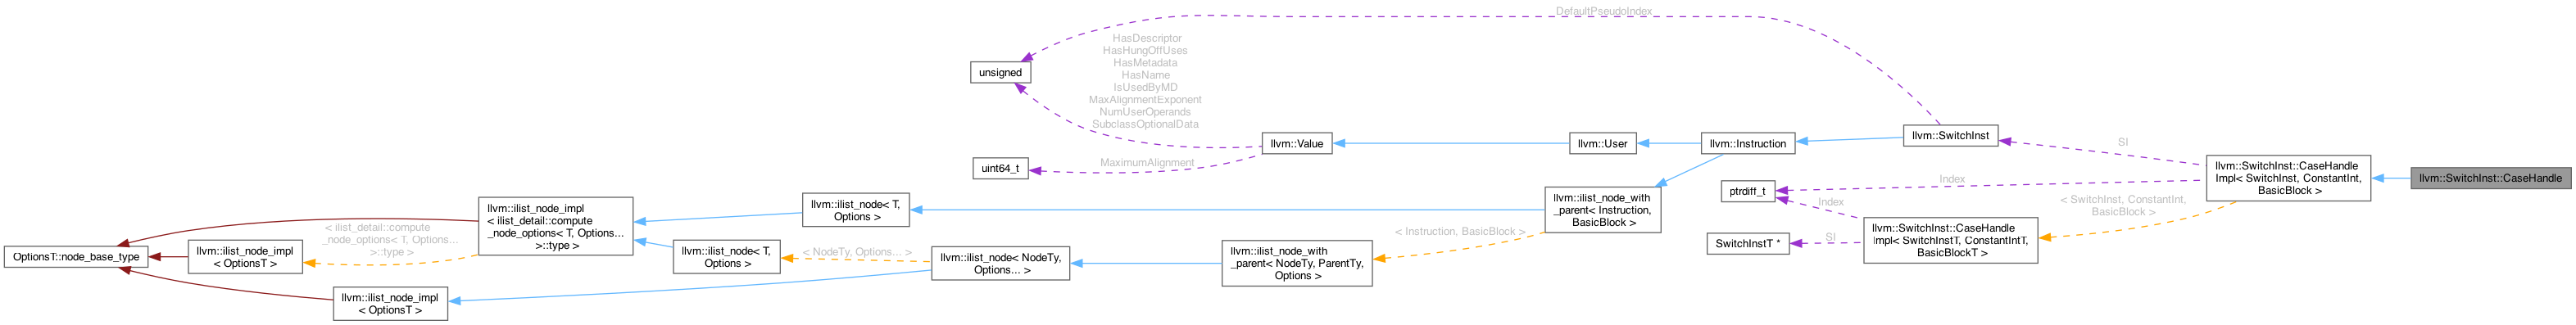 DefaultPseudoIndex
HasDescriptor
HasHungOffUses
HasMetadata
HasName
IsUsedByMD
MaxAlignmentExponent
NumUserOperands
SubclassOptionalData
unsigned
uint64_t
MaximumAlignment
llvm::Value
llvm::User
llvm::Instruction
llvm::SwitchInst
SI
Index
Index
SI
ptrdiff_t
SwitchInstT *
llvm::SwitchInst::CaseHandle
Impl< SwitchInst, ConstantInt,
BasicBlock >
llvm::SwitchInst::CaseHandle
< SwitchInst, ConstantInt,
BasicBlock >
llvm::SwitchInst::CaseHandle
Impl< SwitchInstT, ConstantIntT,
BasicBlockT >
llvm::ilist_node_with
_parent< Instruction,
BasicBlock >
< Instruction, BasicBlock >
llvm::ilist_node_with
_parent< NodeTy, ParentTy,
Options >
llvm::ilist_node< T,
Options >
llvm::ilist_node_impl
< ilist_detail::compute
_node_options< T, Options...
>::type >
llvm::ilist_node< T,
Options >
< NodeTy, Options... >
llvm::ilist_node< NodeTy,
Options... >
< ilist_detail::compute
_node_options< T, Options...
>::type >
OptionsT::node_base_type
llvm::ilist_node_impl
< OptionsT >
llvm::ilist_node_impl
< OptionsT >